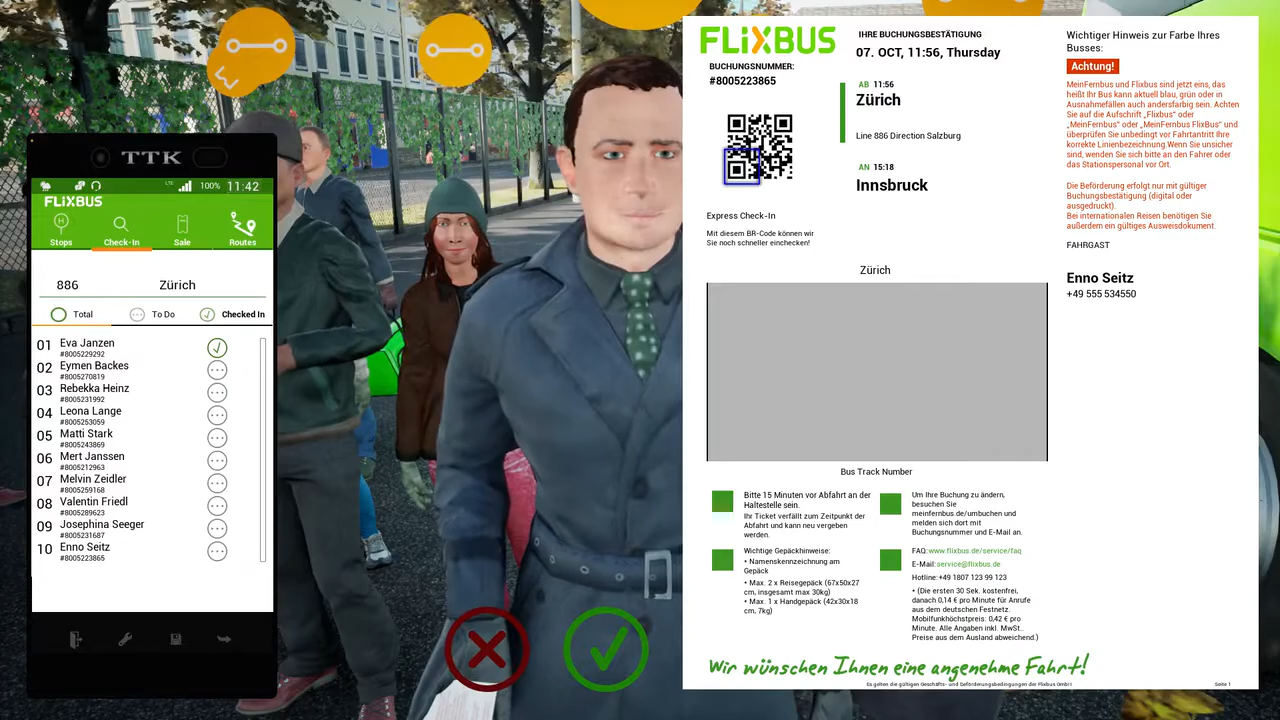 TTK
LTE 100% 11:42
FLiXBUS
Stops Check-In Sale Routes
886 Zürich
Total To Do Checked In
01 Eva Janzen
#8005229292
02 Eymen Backes
#8005270819
03 Rebekka Heinz
#8005231992
04 Leona Lange
#8005253059
05 Matti Stark
#8005243869
06 Mert Janssen
#8005212963
07 Melvin Zeidler
#8005259168
08 Valentin Friedl
#8005289623
09 Josephina Seeger
#8005231687
10 Enno Seitz
#8005223865
FLiXBUS
BUCHUNGSNUMMER:
#8005223865
Express Check-In
Mit diesem BR-Code können wir
Sie noch schneller einchecken!
IHRE BUCHUNGSBESTÄTIGUNG
07. OCT, 11:56, Thursday
AB 11:56
Zürich
Line 886 Direction Salzburg
AN 15:18
Innsbruck
Zürich
Bus Track Number
Bitte 15 Minuten vor Abfahrt an der
Haltestelle sein.
Ihr Ticket verfällt zum Zeitpunkt der
Abfahrt und kann neu vergeben
werden.
Wichtige Gepäckhinweise:
• Namenskennzeichnung am
Gepäck
• Max. 2 x Reisegepäck (67x50x27
cm, insgesamt max 30kg)
• Max. 1 x Handgepäck (42x30x18
cm, 7kg)
Um Ihre Buchung zu ändern,
besuchen Sie
meinfernbus.de/umbuchen und
melden sich dort mit
Buchungsnummer und E-Mail an.
FAQ:www.flixbus.de/service/faq
E-Mail:service@flixbus.de
Hotline:+49 1807 123 99 123
• (Die ersten 30 Sek. kostenfrei,
danach 0,14 € pro Minute für Anrufe
aus dem deutschen Festnetz.
Mobilfunkhöchstpreis: 0,42 € pro
Minute. Alle Angaben inkl. MwSt..
Preise aus dem Ausland abweichend.)
Wichtiger Hinweis zur Farbe Ihres
Busses:
Achtung!
MeinFernbus und Flixbus sind jetzt eins, das
heißt Ihr Bus kann aktuell blau, grün oder in
Ausnahmefällen auch andersfarbig sein. Achten
Sie auf die Aufschrift „Flixbus“ oder
„MeinFernbus“ oder „MeinFernbus FlixBus“ und
überprüfen Sie unbedingt vor Fahrtantritt Ihre
korrekte Linienbezeichnung.Wenn Sie unsicher
sind, wenden Sie sich bitte an den Fahrer oder
das Stationspersonal vor Ort.
Die Beförderung erfolgt nur mit gültiger
Buchungsbestätigung (digital oder
ausgedruckt).
Bei internationalen Reisen benötigen Sie
außerdem ein gültiges Ausweisdokument.
FAHRGAST
Enno Seitz
+49 555 534550
Wir wünschen Ihnen eine angenehme Fahrt!
Es gelten die gültigen Geschäfts- und Beförderungsbedingungen der Flixbus GmbH
Seite 1